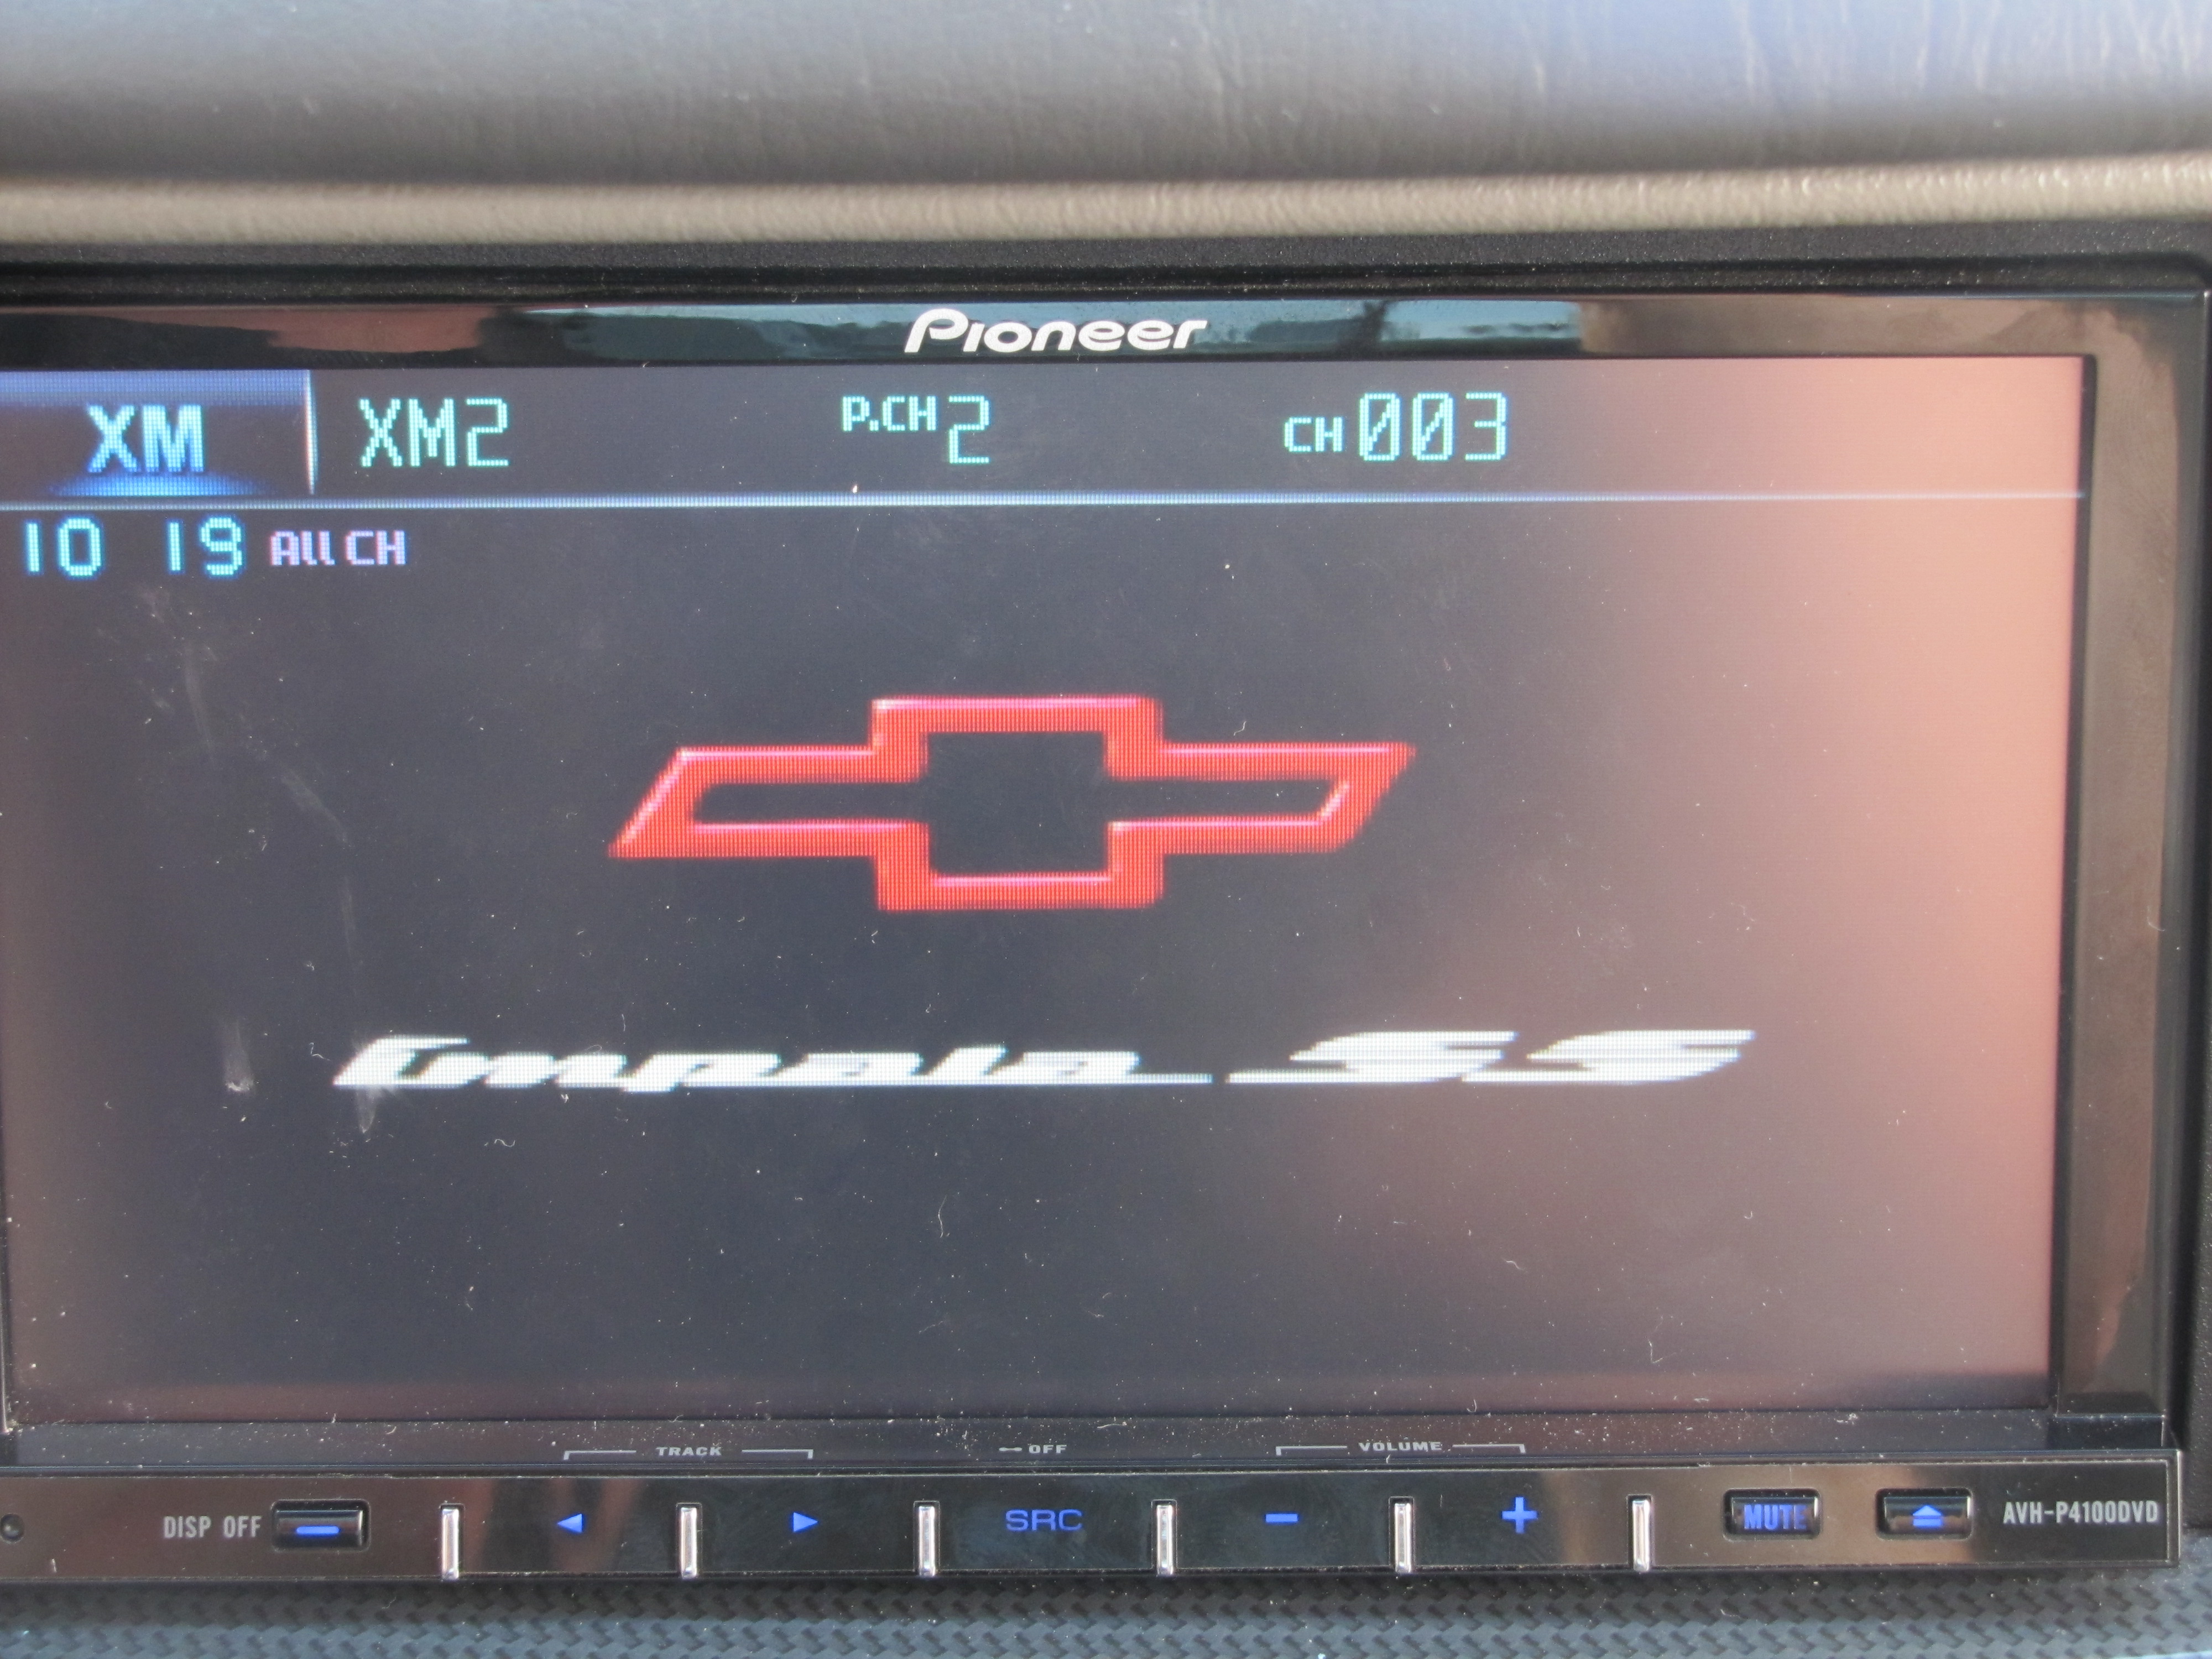 Pioneer
XM XM2 P.CH 2 CH 003
10 19 All CH
Impala SS
TRACK OFF VOLUME
DISP OFF SRC − + MUTE AVH-P4100DVD